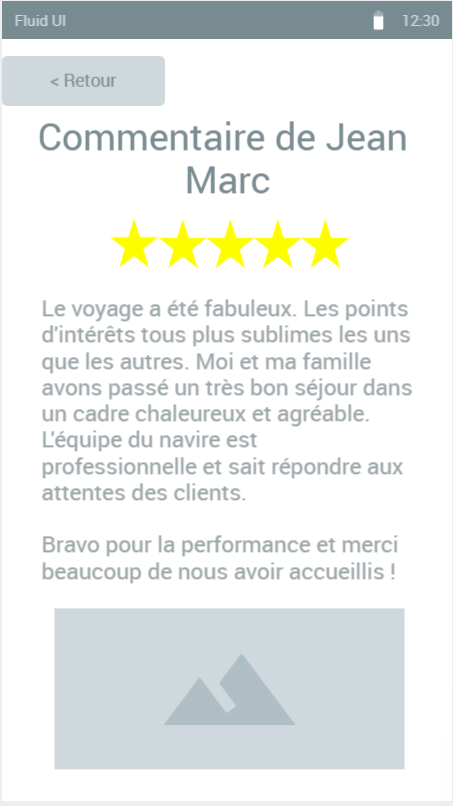 Fluid UI 12:30
< Retour
Commentaire de Jean
Marc
Le voyage a été fabuleux. Les points
d'intérêts tous plus sublimes les uns
que les autres. Moi et ma famille
avons passé un très bon séjour dans
un cadre chaleureux et agréable.
L'équipe du navire est
professionnelle et sait répondre aux
attentes des clients.
Bravo pour la performance et merci
beaucoup de nous avoir accueillis !